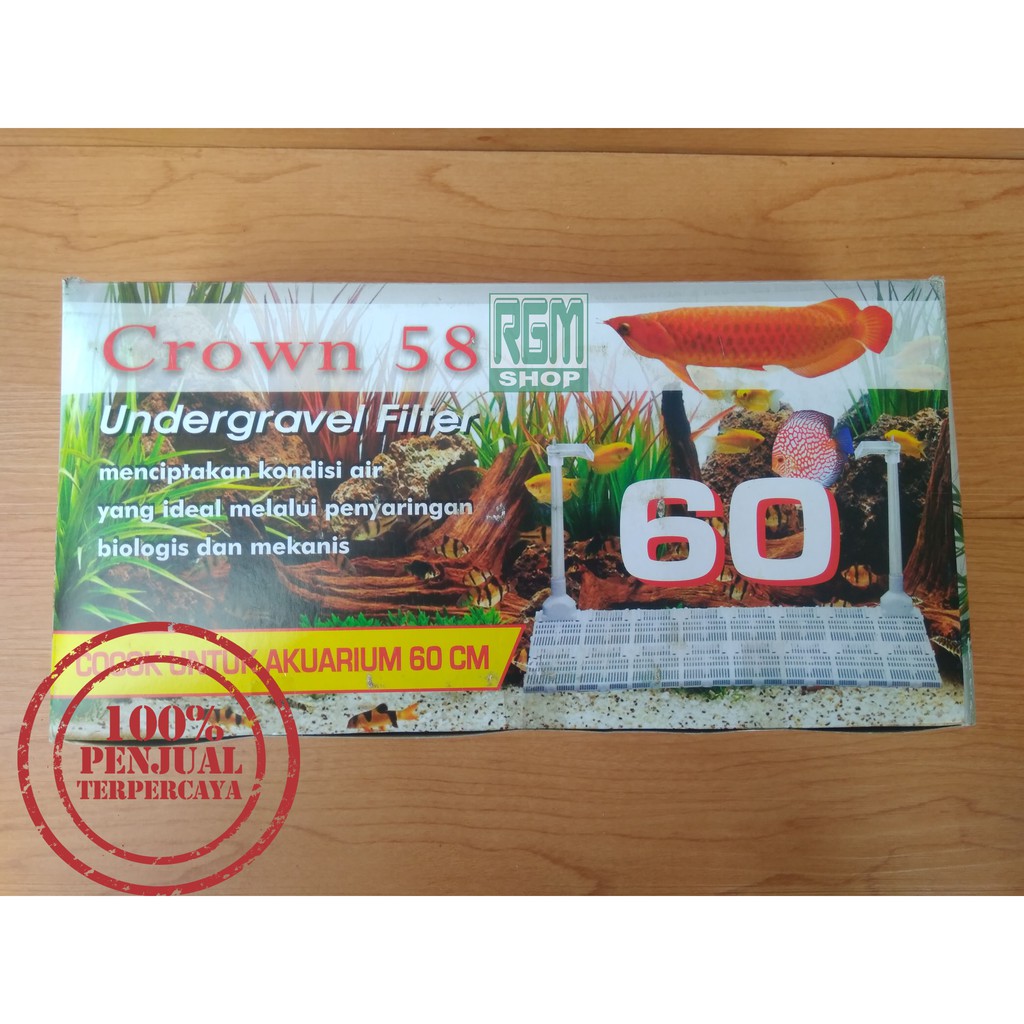 Crown 58
RGM
SHOP
Undergravel Filter
menciptakan kondisi air
yang ideal melalui penyaringan
biologis dan mekanis
60
COCOK UNTUK AKUARIUM 60 CM
100%
PENJUAL
TERPERCAYA